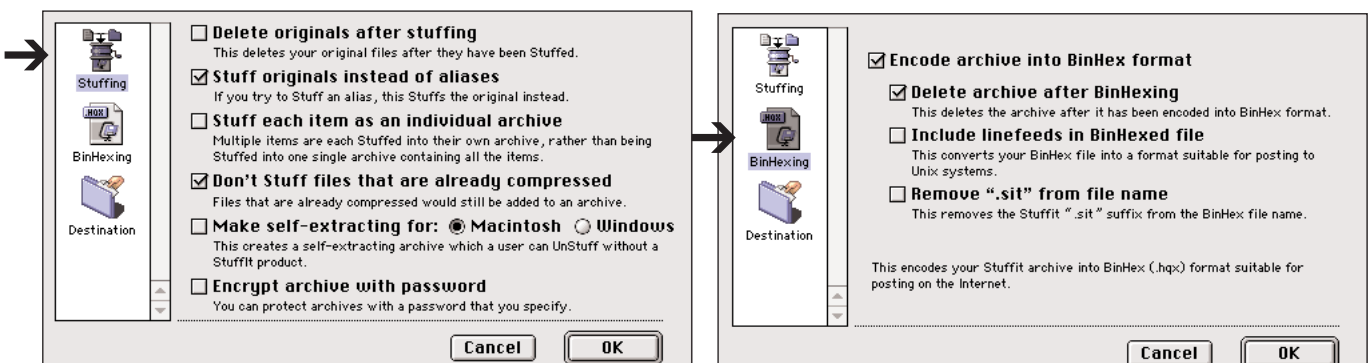 Stuffing
BinHexing
Destination
Delete originals after stuffing
This deletes your original files after they have been Stuffed.
Stuff originals instead of aliases
If you try to Stuff an alias, this Stuffs the original instead.
Stuff each item as an individual archive
Multiple items are each Stuffed into their own archive, rather than being
Stuffed into one single archive containing all the items.
Don't Stuff files that are already compressed
Files that are already compressed would still be added to an archive.
Make self-extracting for: Macintosh Windows
This creates a self-extracting archive which a user can UnStuff without a
StuffIt product.
Encrypt archive with password
You can protect archives with a password that you specify.
Cancel OK
Stuffing
.HQX
BinHexing
Destination
Encode archive into BinHex format
Delete archive after BinHexing
This deletes the archive after it has been encoded into BinHex format.
Include linefeeds in BinHexed file
This converts your BinHex file into a format suitable for posting to
Unix systems.
Remove “.sit” from file name
This removes the Stuffit “.sit” suffix from the BinHex file name.
This encodes your Stuffit archive into BinHex (.hqx) format suitable for
posting on the Internet.
Cancel OK